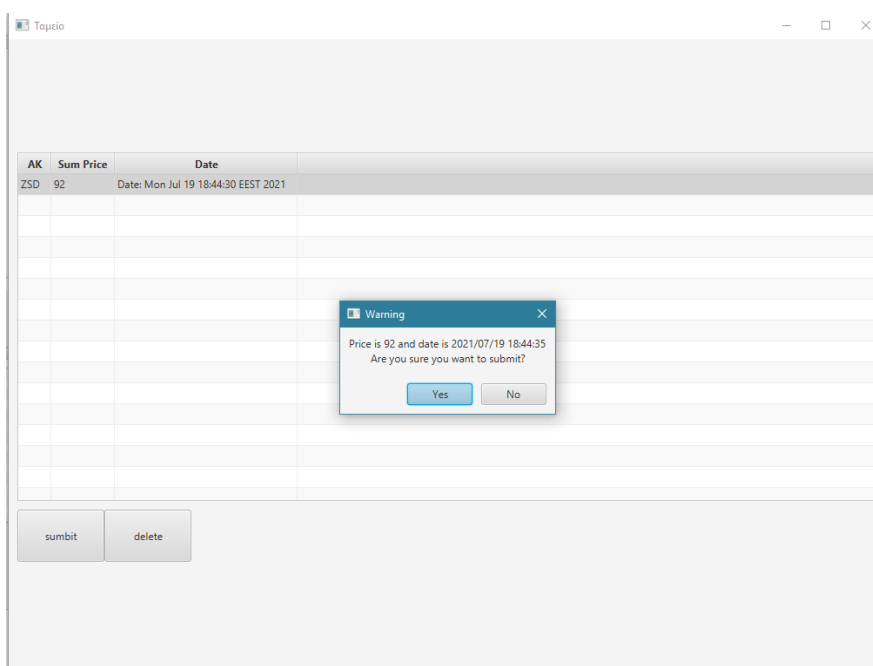 Ταμείο
AK Sum Price Date
ZSD 92 Date: Mon Jul 19 18:44:30 EEST 2021
Warning
Price is 92 and date is 2021/07/19 18:44:35
Are you sure you want to submit?
Yes No
sumbit delete